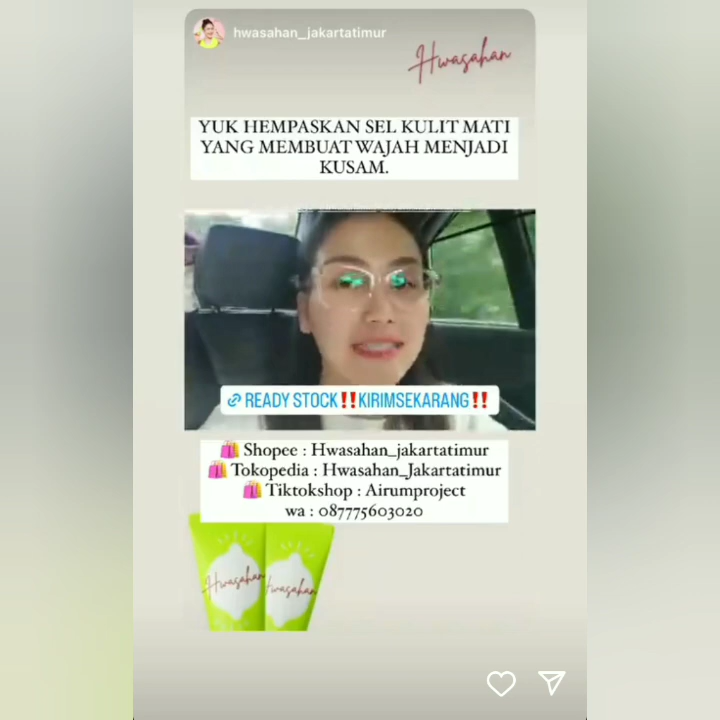 hwasahan_jakartatimur
Hwasahan
YUK HEMPASKAN SEL KULIT MATI
YANG MEMBUAT WAJAH MENJADI
KUSAM.
READY STOCK‼️KIRIMSEKARANG‼️
🛍️ Shopee : Hwasahan_jakartatimur
🛍️ Tokopedia : Hwasahan_Jakartatimur
🛍️ Tiktokshop : Airumproject
wa : 087775603020
Hwasahan
Hwasahan